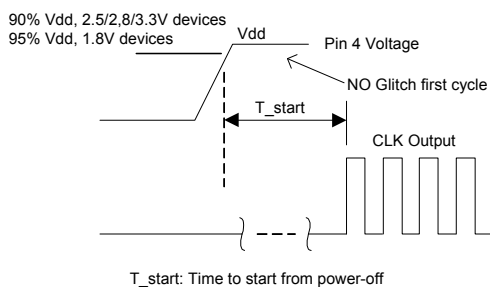 90% Vdd, 2.5/2,8/3.3V devices
95% Vdd, 1.8V devices
Vdd
Pin 4 Voltage
NO Glitch first cycle
T_start
CLK Output
T_start: Time to start from power-off